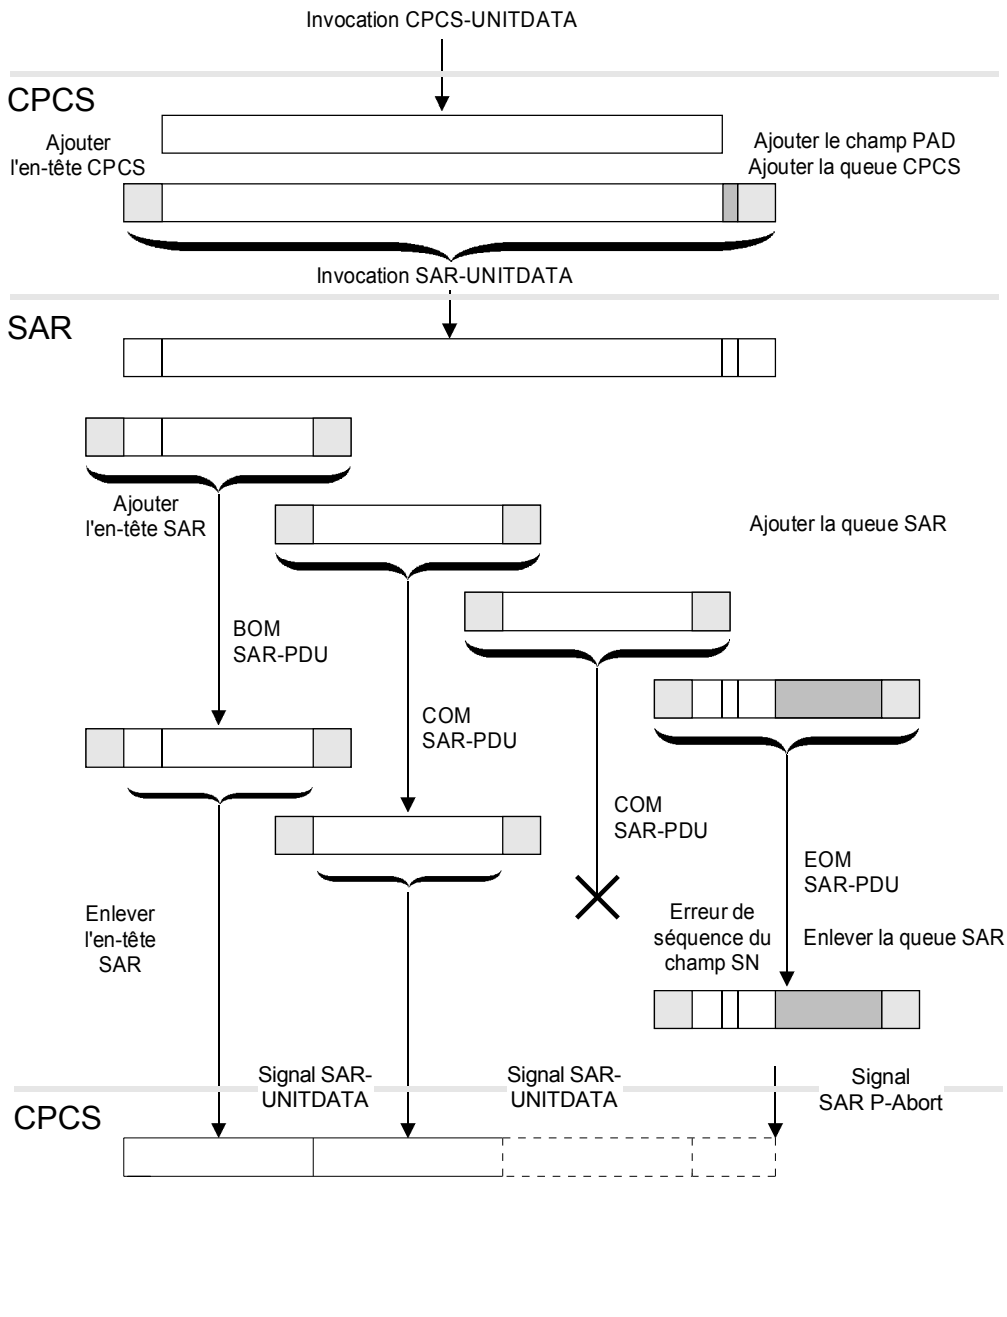 Invocation CPCS-UNITDATA
CPCS
Ajouter
l'en-tête CPCS
Ajouter le champ PAD
Ajouter la queue CPCS
Invocation SAR-UNITDATA
SAR
Ajouter
l'en-tête SAR
Ajouter la queue SAR
BOM
SAR-PDU
COM
SAR-PDU
COM
SAR-PDU
EOM
SAR-PDU
Enlever
l'en-tête
SAR
Erreur de
séquence du
champ SN
Enlever la queue SAR
Signal SAR-
UNITDATA
Signal SAR-
UNITDATA
Signal
SAR P-Abort
CPCS